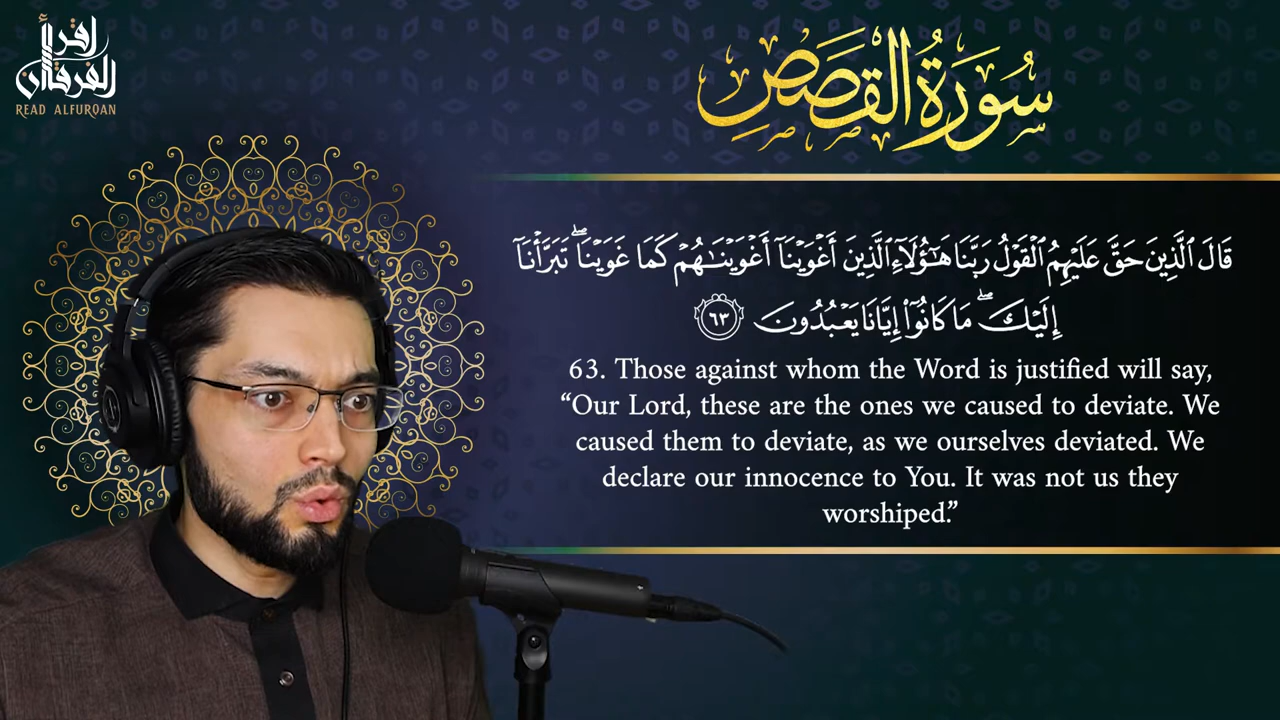 اقرأ
الفرقان
READ ALFURQAN
سُورَةُ القَصَصِ
قَالَ ٱلَّذِينَ حَقَّ عَلَيْهِمُ ٱلْقَوْلُ رَبَّنَا هَـٰٓؤُلَآءِ ٱلَّذِينَ أَغْوَيْنَآ أَغْوَيْنَـٰهُمْ كَمَا غَوَيْنَا ۖ تَبَرَّأْنَآ
إِلَيْكَ ۖ مَا كَانُوٓا۟ إِيَّانَا يَعْبُدُونَ ٦٣
63. Those against whom the Word is justified will say,
“Our Lord, these are the ones we caused to deviate. We
caused them to deviate, as we ourselves deviated. We
declare our innocence to You. It was not us they
worshiped.”